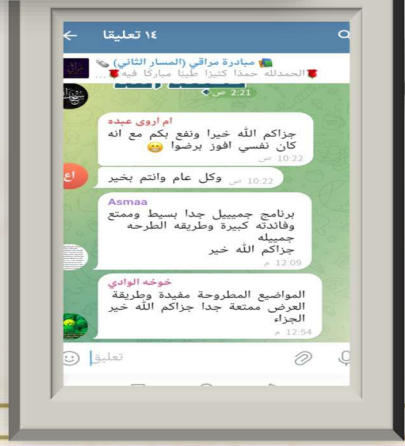 ١٤ تعليقا
مبادرة مراقي (المسار الثاني)
الحمدلله حمدًا كثيرًا طيبًا مباركًا فيه ...
2:21 ص
ام اروى عبده
جزاكم الله خيرا ونفع بكم مع انه
كان نفسي افوز برضوا 😄
10:22 ص
اع
وكل عام وانتم بخير
10:22 ص
Asmaa
برنامج جمييييل جدا بسيط وممتع
وفائدته كبيرة وطريقه الطرحه
جمييله
جزاكم الله خير
12:09 م
خوخه الوادي
المواضيع المطروحة مفيدة وطريقة
العرض ممتعة جدا جزاكم الله خير
الجزاء
12:54 م
تعليق